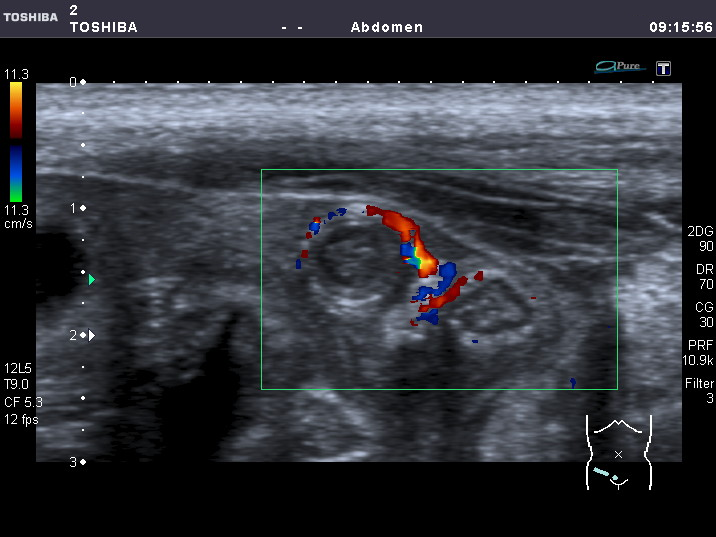 TOSHIBA
2
TOSHIBA - - Abdomen 09:15:56
aPure T
11.3
11.3
cm/s
0
1
2
3
12L5
T9.0
CF 5.3
12 fps
2DG
90
DR
70
CG
30
PRF
10.9k
Filter
3